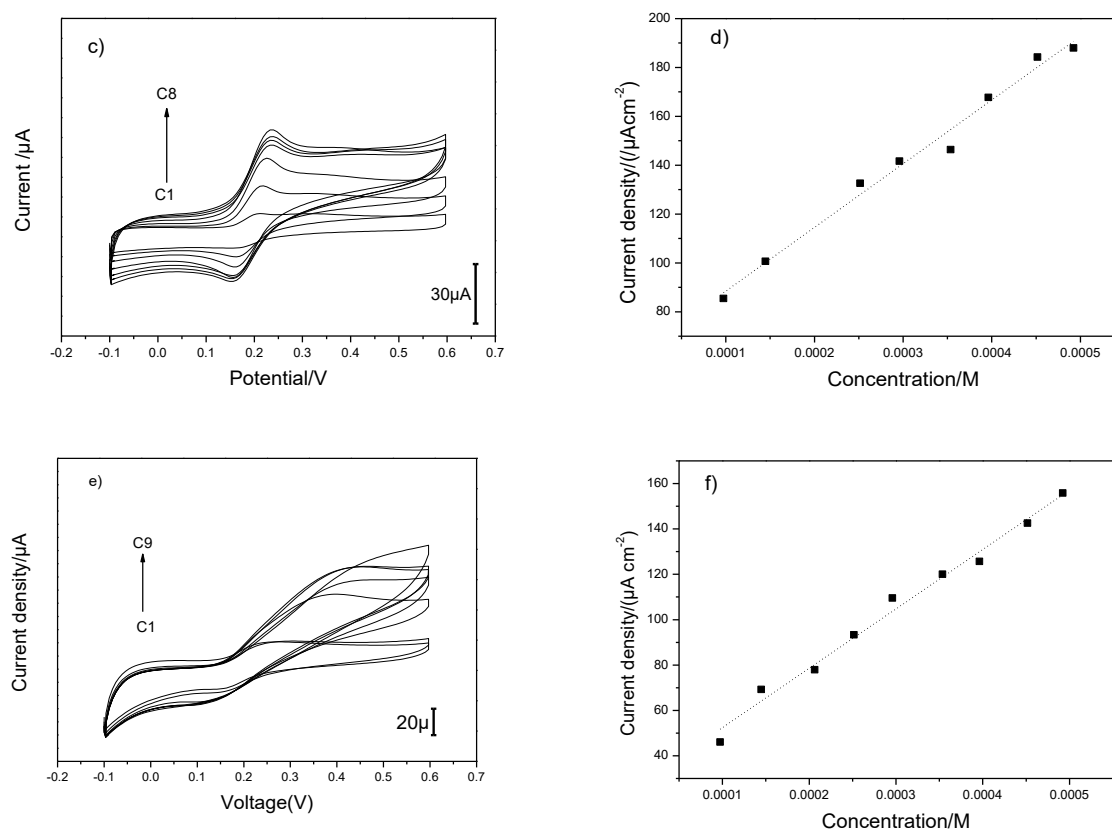 c)
C8
C1
30µA
Current /µA
-0.2 -0.1 0.0 0.1 0.2 0.3 0.4 0.5 0.6 0.7
Potential/V
d)
200
180
160
140
120
100
80
Current density/(/µAcm-2)
0.0001 0.0002 0.0003 0.0004 0.0005
Concentration/M
e)
C9
C1
20µ
Current density/µA
-0.2 -0.1 0.0 0.1 0.2 0.3 0.4 0.5 0.6 0.7
Voltage(V)
f)
160
140
120
100
80
60
40
Current density/(µA cm-2)
0.0001 0.0002 0.0003 0.0004 0.0005
Concentration/M